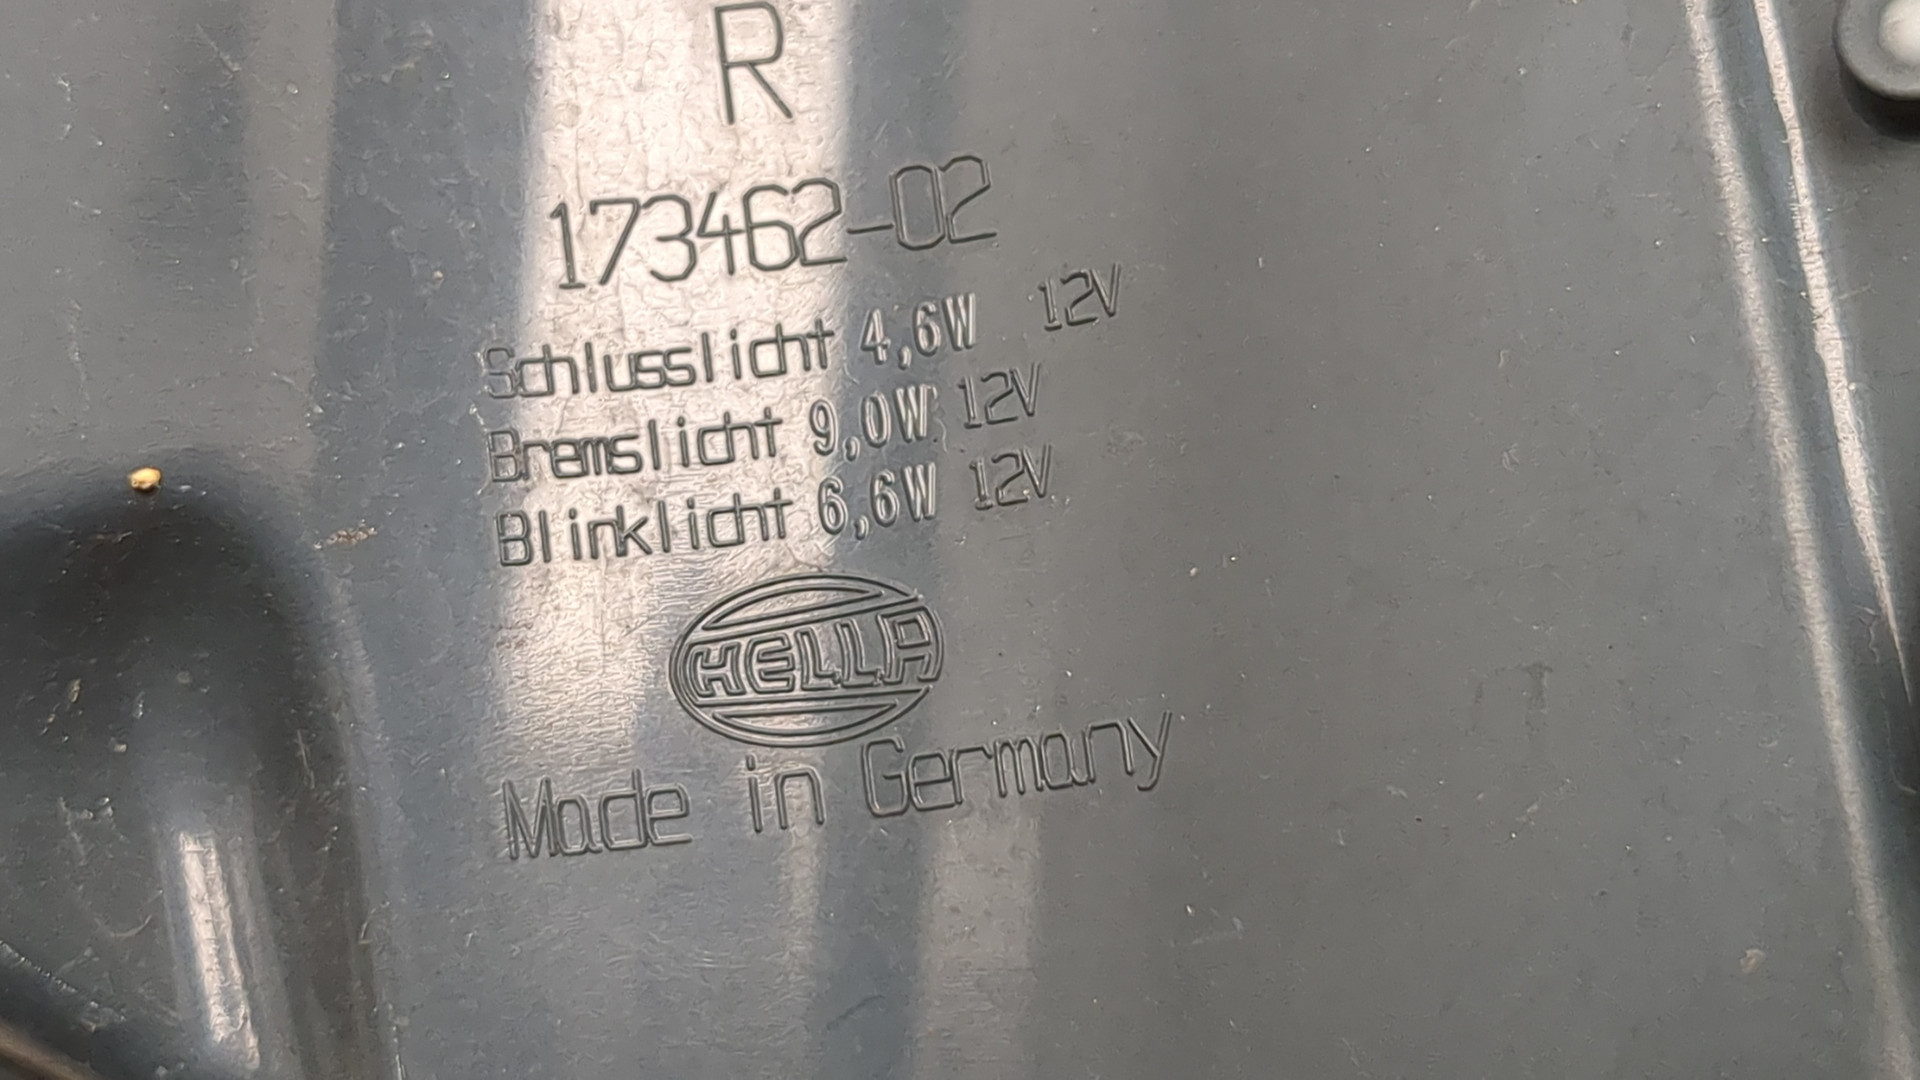 R
173462-02
Schlusslicht 4,6W 12V
Bremslicht 9,0W 12V
Blinklicht 6,6W 12V
HELLA
Made in Germany